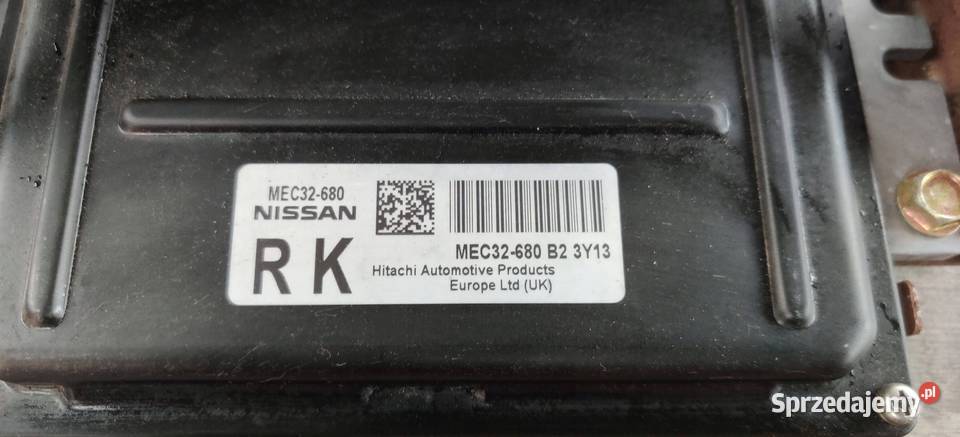 MEC32-680
NISSAN
RK
MEC32-680 B2 3Y13
Hitachi Automotive Products
Europe Ltd (UK)
Sprzedajemy.pl